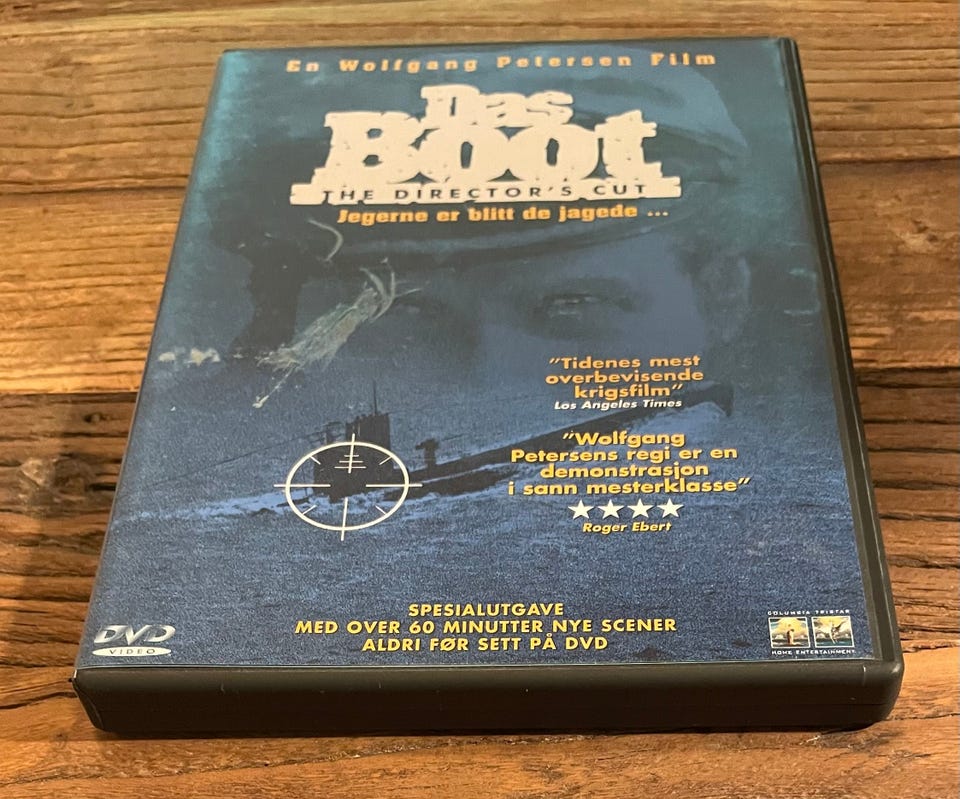 En Wolfgang Petersen Film
Das
Boot
THE DIRECTOR'S CUT
Jegerne er blitt de jagede ...
"Tidenes mest
overbevisende
krigsfilm"
Los Angeles Times
"Wolfgang
Petersens regi er en
demonstrasjon
i sann mesterklasse"
Roger Ebert
SPESIALUTGAVE
MED OVER 60 MINUTTER NYE SCENER
ALDRI FØR SETT PÅ DVD
DVD
VIDEO
COLUMBIA TRISTAR
HOME ENTERTAINMENT